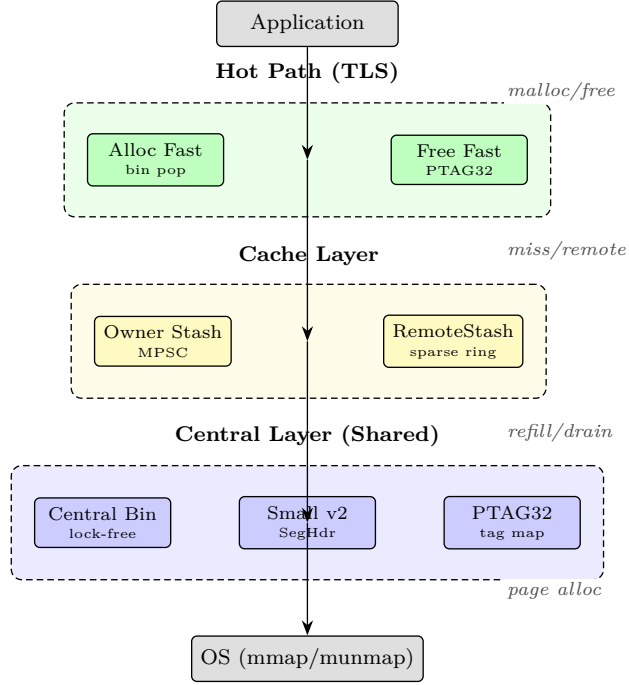 Application
Hot Path (TLS)
malloc/free
Alloc Fast
bin pop
Free Fast
PTAG32
Cache Layer
miss/remote
Owner Stash
MPSC
RemoteStash
sparse ring
Central Layer (Shared)
refill/drain
Central Bin
lock-free
Small v2
SegHdr
PTAG32
tag map
page alloc
OS (mmap/munmap)